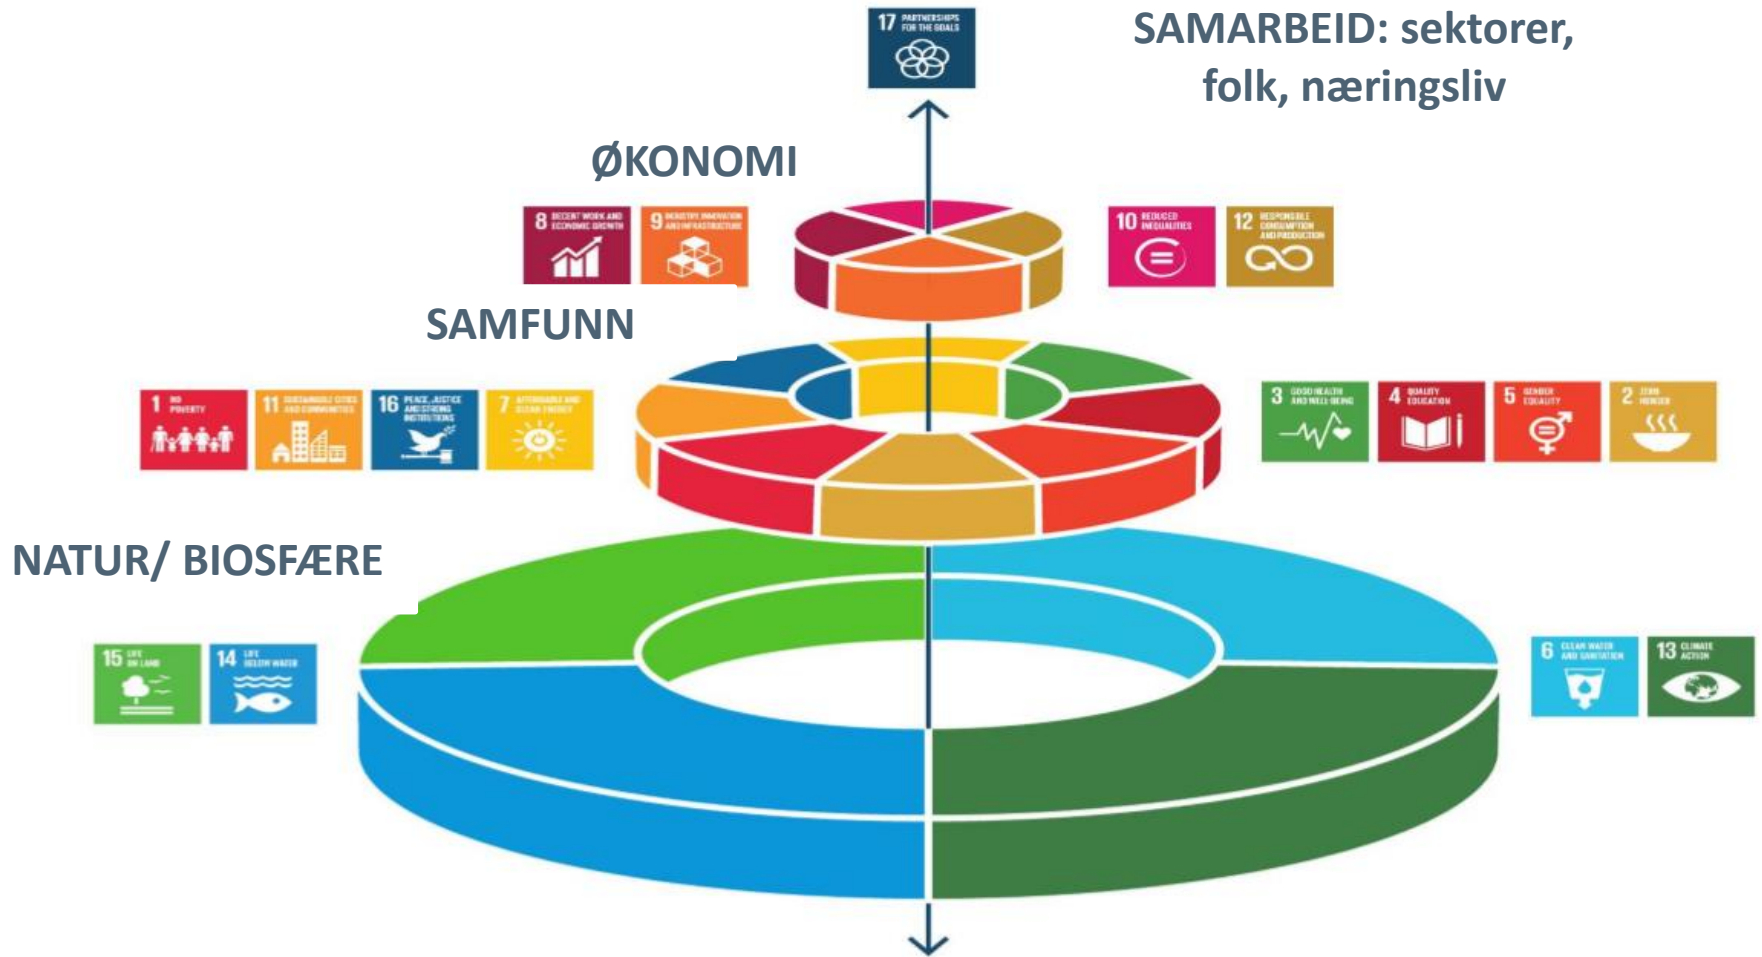 17 PARTNERSHIPS
FOR THE GOALS
SAMARBEID: sektorer,
folk, næringsliv
ØKONOMI
8 DECENT WORK AND
ECONOMIC GROWTH
9 INDUSTRY, INNOVATION
AND INFRASTRUCTURE
10 REDUCED
INEQUALITIES
12 RESPONSIBLE
CONSUMPTION
AND PRODUCTION
SAMFUNN
1 NO
POVERTY
11 SUSTAINABLE CITIES
AND COMMUNITIES
16 PEACE, JUSTICE
AND STRONG
INSTITUTIONS
7 AFFORDABLE AND
CLEAN ENERGY
3 GOOD HEALTH
AND WELL-BEING
4 QUALITY
EDUCATION
5 GENDER
EQUALITY
2 ZERO
HUNGER
NATUR/ BIOSFÆRE
15 LIFE
ON LAND
14 LIFE
BELOW WATER
6 CLEAN WATER
AND SANITATION
13 CLIMATE
ACTION